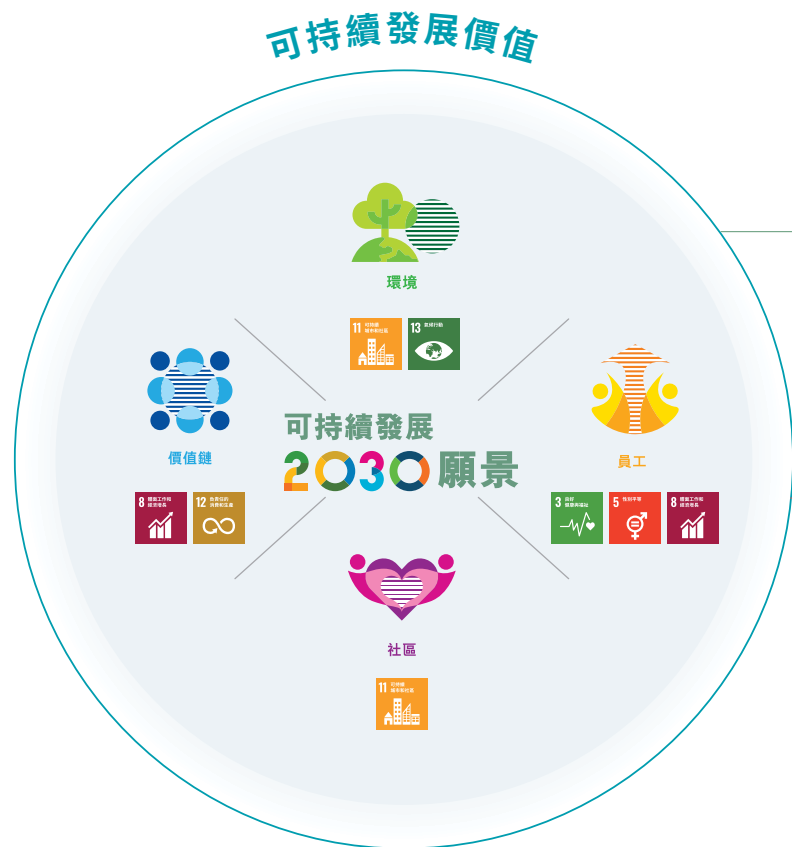 可持續發展價值
環境
11 可持續
城市和社區
13 氣候行動
價值鏈
8 體面工作和
經濟增長
12 負責任的
消費和生產
可持續發展
2030願景
員工
3 良好
健康與福祉
5 性別平等
8 體面工作和
經濟增長
社區
11 可持續
城市和社區